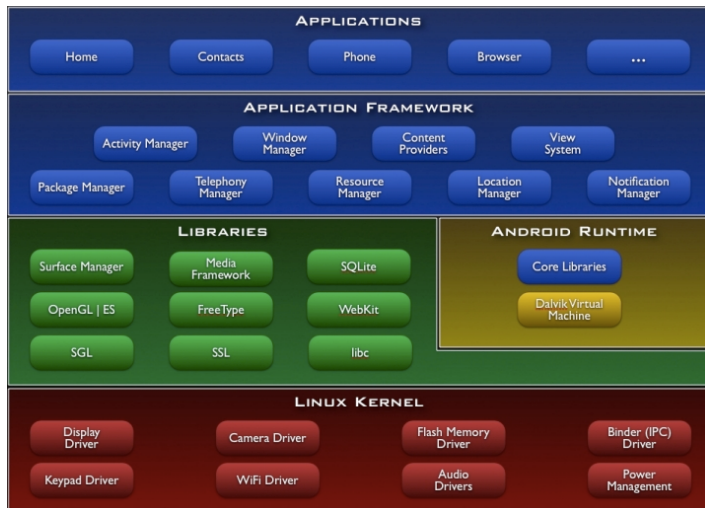 APPLICATIONS
Home
Contacts
Phone
Browser
...
APPLICATION FRAMEWORK
Activity Manager
Window
Manager
Content
Providers
View
System
Package Manager
Telephony
Manager
Resource
Manager
Location
Manager
Notification
Manager
LIBRARIES
Surface Manager
Media
Framework
SQLite
OpenGL | ES
FreeType
WebKit
SGL
SSL
libc
ANDROID RUNTIME
Core Libraries
Dalvik Virtual
Machine
LINUX KERNEL
Display
Driver
Camera Driver
Flash Memory
Driver
Binder (IPC)
Driver
Keypad Driver
WiFi Driver
Audio
Drivers
Power
Management